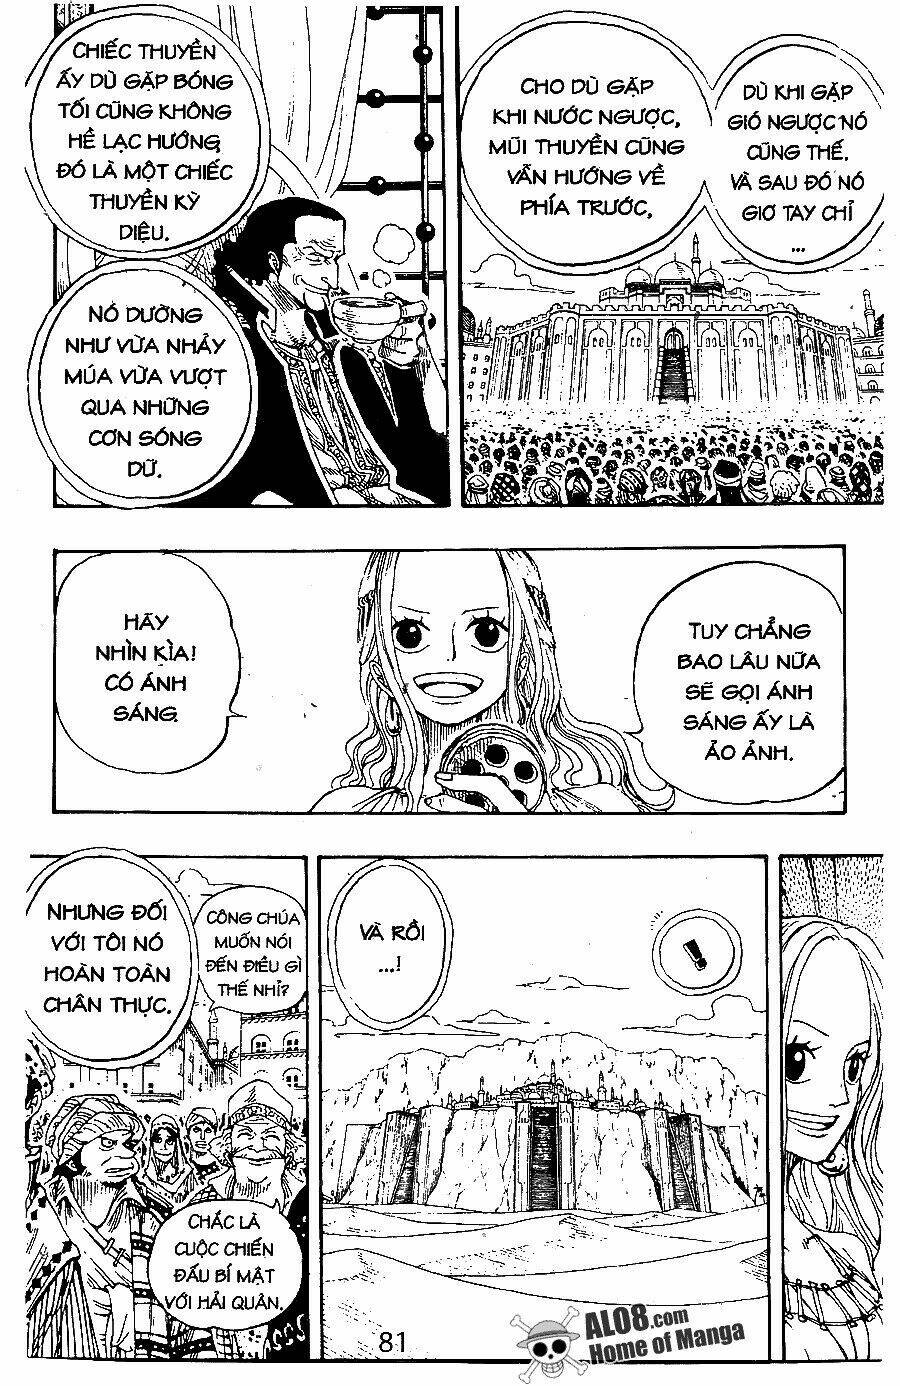 DÙ KHI GẶP
GIÓ NGƯỢC NÓ
CŨNG THẾ.
VÀ SAU ĐÓ NÓ
GIƠ TAY CHỈ
...
CHO DÙ GẶP
KHI NƯỚC NGƯỢC,
MŨI THUYỀN CŨNG
VẪN HƯỚNG VỀ
PHÍA TRƯỚC,
CHIẾC THUYỀN
ẤY DÙ GẶP BÓNG
TỐI CŨNG KHÔNG
HỀ LẠC HƯỚNG,
ĐÓ LÀ MỘT CHIẾC
THUYỀN KỲ
DIỆU.
NÓ DƯỜNG
NHƯ VỪA NHẢY
MÚA VỪA VƯỢT
QUA NHỮNG
CƠN SÓNG
DỮ.
TUY CHẲNG
BAO LÂU NỮA
SẼ GỌI ÁNH
SÁNG ẤY LÀ
ẢO ẢNH.
HÃY
NHÌN KÌA!
CÓ ÁNH
SÁNG.
!
VÀ RỒI
...!
CÔNG CHÚA
MUỐN NÓI
ĐẾN ĐIỀU GÌ
THẾ NHỈ?
NHƯNG ĐỐI
VỚI TÔI NÓ
HOÀN TOÀN
CHÂN THỰC.
CHẮC LÀ
CUỘC CHIẾN
ĐẤU BÍ MẬT
VỚI HẢI QUÂN.
81
ALO8.com
Home of Manga